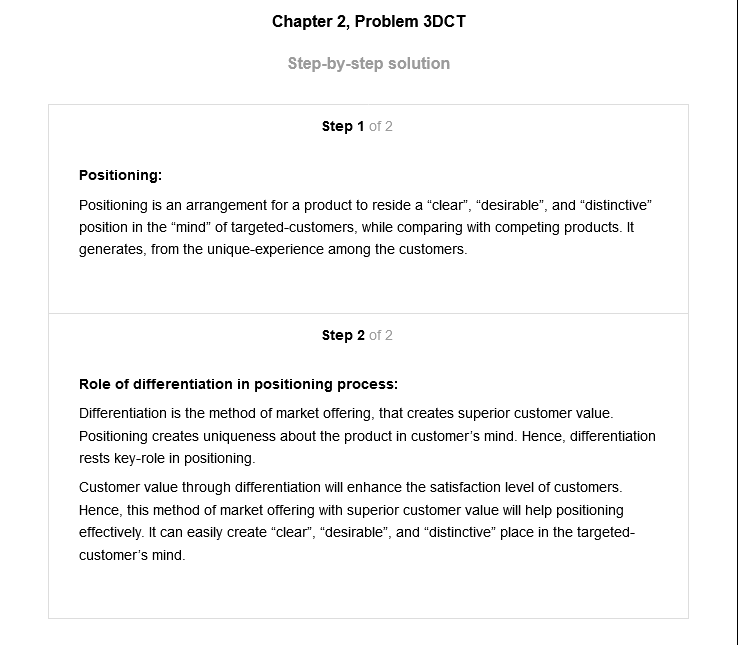 Chapter 2, Problem 3DCT
Step-by-step solution
Step 1 of 2
Positioning:
Positioning is an arrangement for a product to reside a “clear”, “desirable”, and “distinctive”
position in the “mind” of targeted-customers, while comparing with competing products. It
generates, from the unique-experience among the customers.
Step 2 of 2
Role of differentiation in positioning process:
Differentiation is the method of market offering, that creates superior customer value.
Positioning creates uniqueness about the product in customer’s mind. Hence, differentiation
rests key-role in positioning.
Customer value through differentiation will enhance the satisfaction level of customers.
Hence, this method of market offering with superior customer value will help positioning
effectively. It can easily create “clear”, “desirable”, and “distinctive” place in the targeted-
customer’s mind.